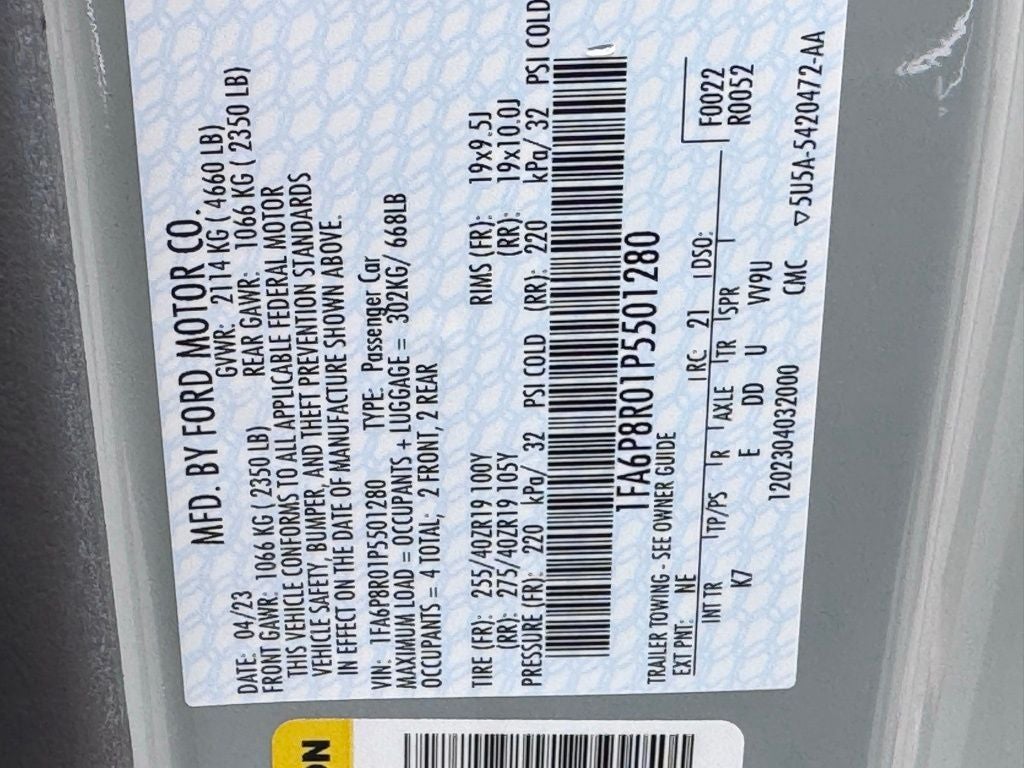 MFD. BY FORD MOTOR CO.
DATE: 04/23 GVWR: 2114 KG ( 4660 LB)
FRONT GAWR: 1066 KG ( 2350 LB) REAR GAWR: 1066 KG ( 2350 LB)
THIS VEHICLE CONFORMS TO ALL APPLICABLE FEDERAL MOTOR
VEHICLE SAFETY, BUMPER, AND THEFT PREVENTION STANDARDS
IN EFFECT ON THE DATE OF MANUFACTURE SHOWN ABOVE.
VIN: 1FA6P8R01P5501280 TYPE: Passenger Car
MAXIMUM LOAD = OCCUPANTS + LUGGAGE = 302KG/ 668LB
OCCUPANTS = 4 TOTAL; 2 FRONT, 2 REAR
TIRE (FR): 255/40ZR19 100Y RIMS (FR): 19x9.5J
(RR): 275/40ZR19 105Y (RR): 19x10.0J
PRESSURE (FR): 220 kPa/ 32 PSI COLD (RR): 220 kPa/ 32 PSI COLD
1FA6P8R01P5501280
TRAILER TOWING - SEE OWNER GUIDE
EXT PNT: NE RC: 21 DSO: F0022
INT TR TP/PS R AXLE TR SPR R0052
K7 E DD U VV9U
1202304032000 CMC ▽5U5A-5420472-AA
ON